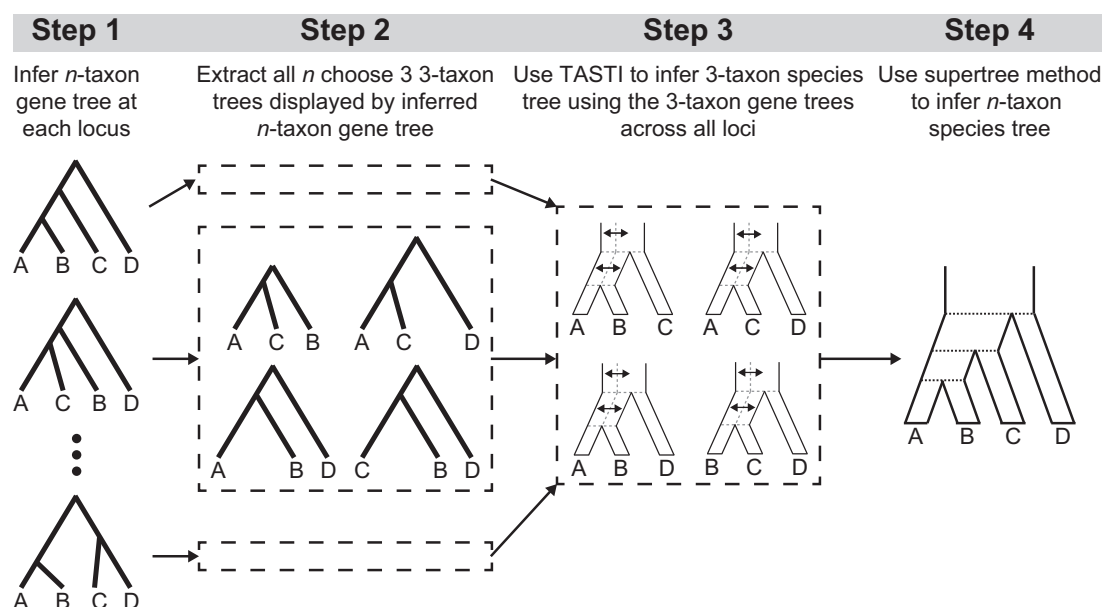 Step 1
Step 2
Step 3
Step 4
Infer n-taxon
gene tree at
each locus
Extract all n choose 3 3-taxon
trees displayed by inferred
n-taxon gene tree
Use TASTI to infer 3-taxon species
tree using the 3-taxon gene trees
across all loci
Use supertree method
to infer n-taxon
species tree
A B C D
A C B D
A B C D
A C B
A C D
A B D
C B D
A B C
A C D
A B D
B C D
A B C D